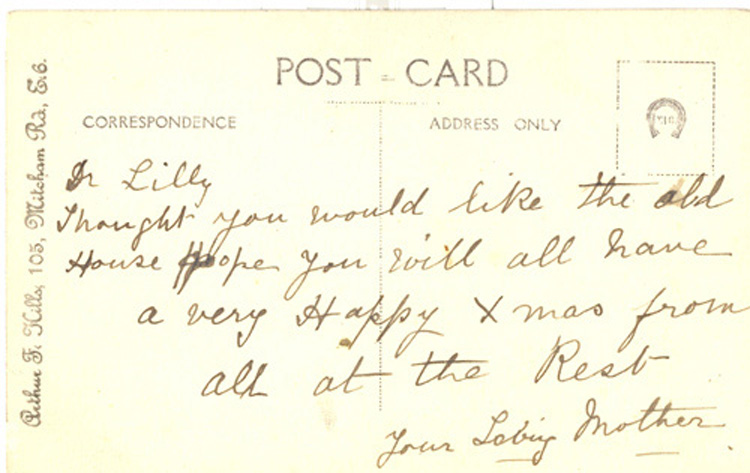 POST CARD
CORRESPONDENCE
ADDRESS ONLY
Dr Lilly
Thought you would like the old
House Hope you will all have
a very Happy Xmas from
all at the Rest
Your Loving Mother
Arthur F. Hills, 105, Mitcham Rd, E.6.